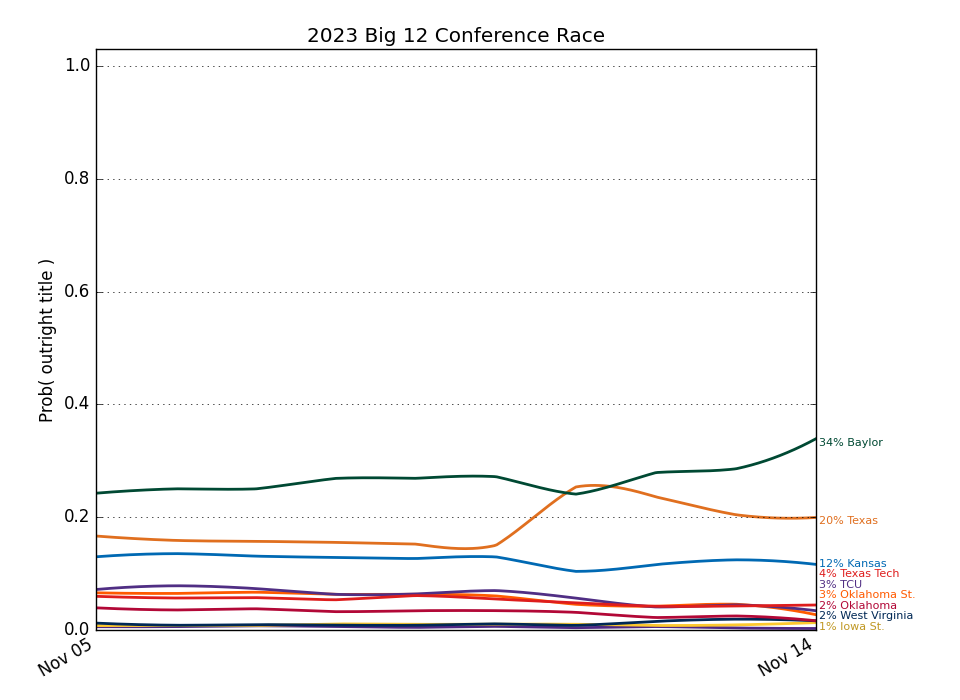 2023 Big 12 Conference Race
Prob( outright title )
1.0
0.8
0.6
0.4
0.2
0.0
Nov 05
Nov 14
34% Baylor
20% Texas
12% Kansas
4% Texas Tech
3% TCU
3% Oklahoma St.
2% Oklahoma
2% West Virginia
1% Iowa St.